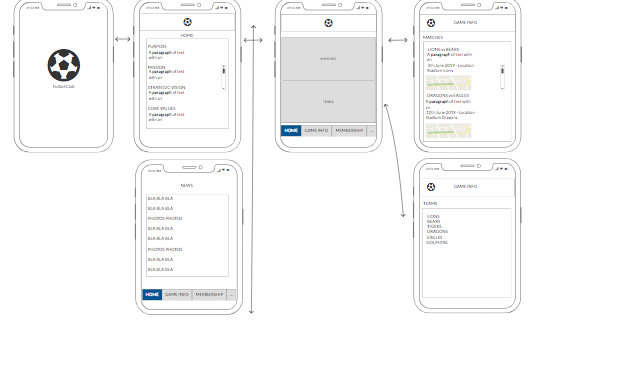 Futbol Club
HOME
PURPOSE
A paragraph of text
with an
MISSION
A paragraph of text
with an
STRATEGIC VISION
A paragraph of text
with an
CORE VALUES
A paragraph of text
with an
MATCHES
TEAMS
HOME GAME INFO MEMBERSHIP ...
GAME INFO
MATCHES
LIONS vs BEARS
A paragraph of text with
an
3th June 2019 - Location
Stadium Lions
DRAGONS vs EAGLES
A paragraph of text with
an
10th June 2019 - Location
Stadium Dragons
NEWS
BLA BLA BLA
BLA BLA BLA
PHOTOS PHOTOS
BLA BLA BLA
BLA BLA BLA
PHOTOS PHOTOS
BLA BLA BLA
BLA BLA BLA
HOME GAME INFO MEMBERSHIP ...
GAME INFO
TEAMS
LIONS
BEARS
TIGERS
DRAGONS
EAGLES
DOLPHINS